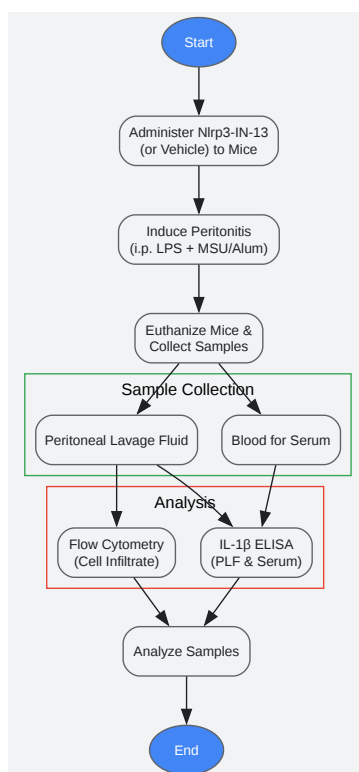 Start
Administer Nlrp3-IN-13
(or Vehicle) to Mice
Induce Peritonitis
(i.p. LPS + MSU/Alum)
Euthanize Mice &
Collect Samples
Sample Collection
Peritoneal Lavage Fluid
Blood for Serum
Analysis
Flow Cytometry
(Cell Infiltrate)
IL-1β ELISA
(PLF & Serum)
Analyze Samples
End